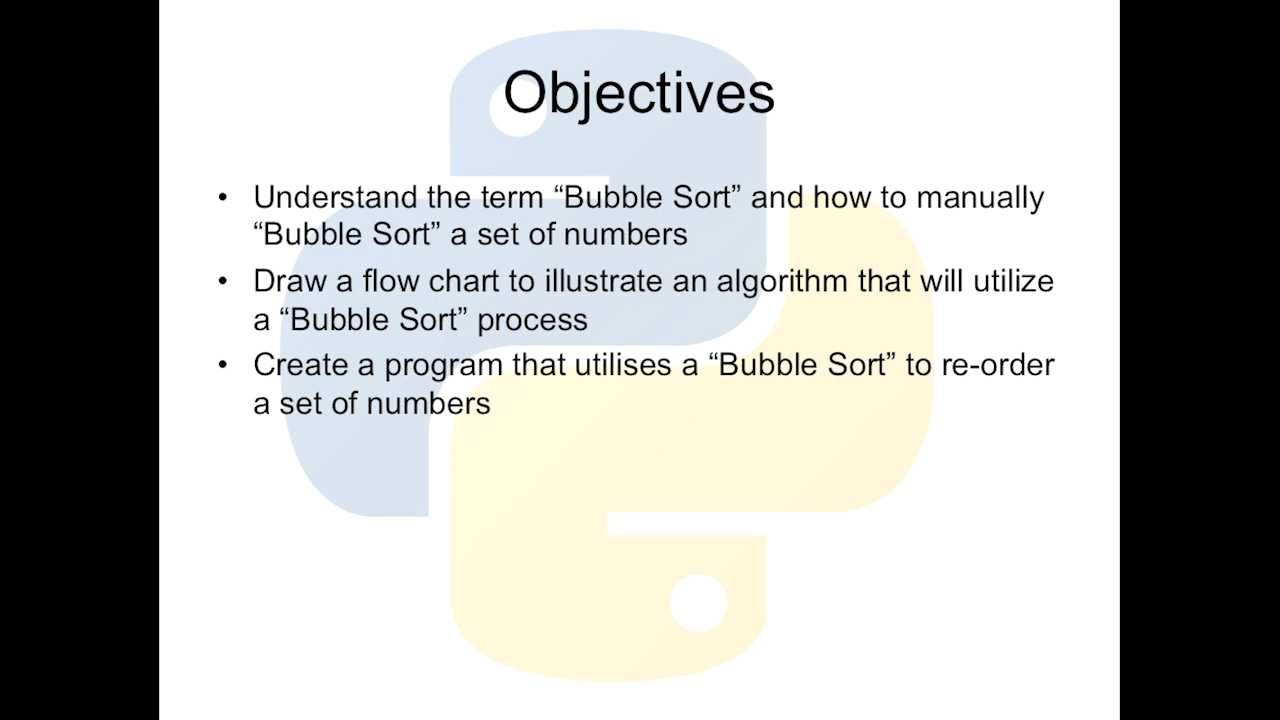 Objectives
• Understand the term “Bubble Sort” and how to manually
“Bubble Sort” a set of numbers
• Draw a flow chart to illustrate an algorithm that will utilize
a “Bubble Sort” process
• Create a program that utilises a “Bubble Sort” to re-order
a set of numbers